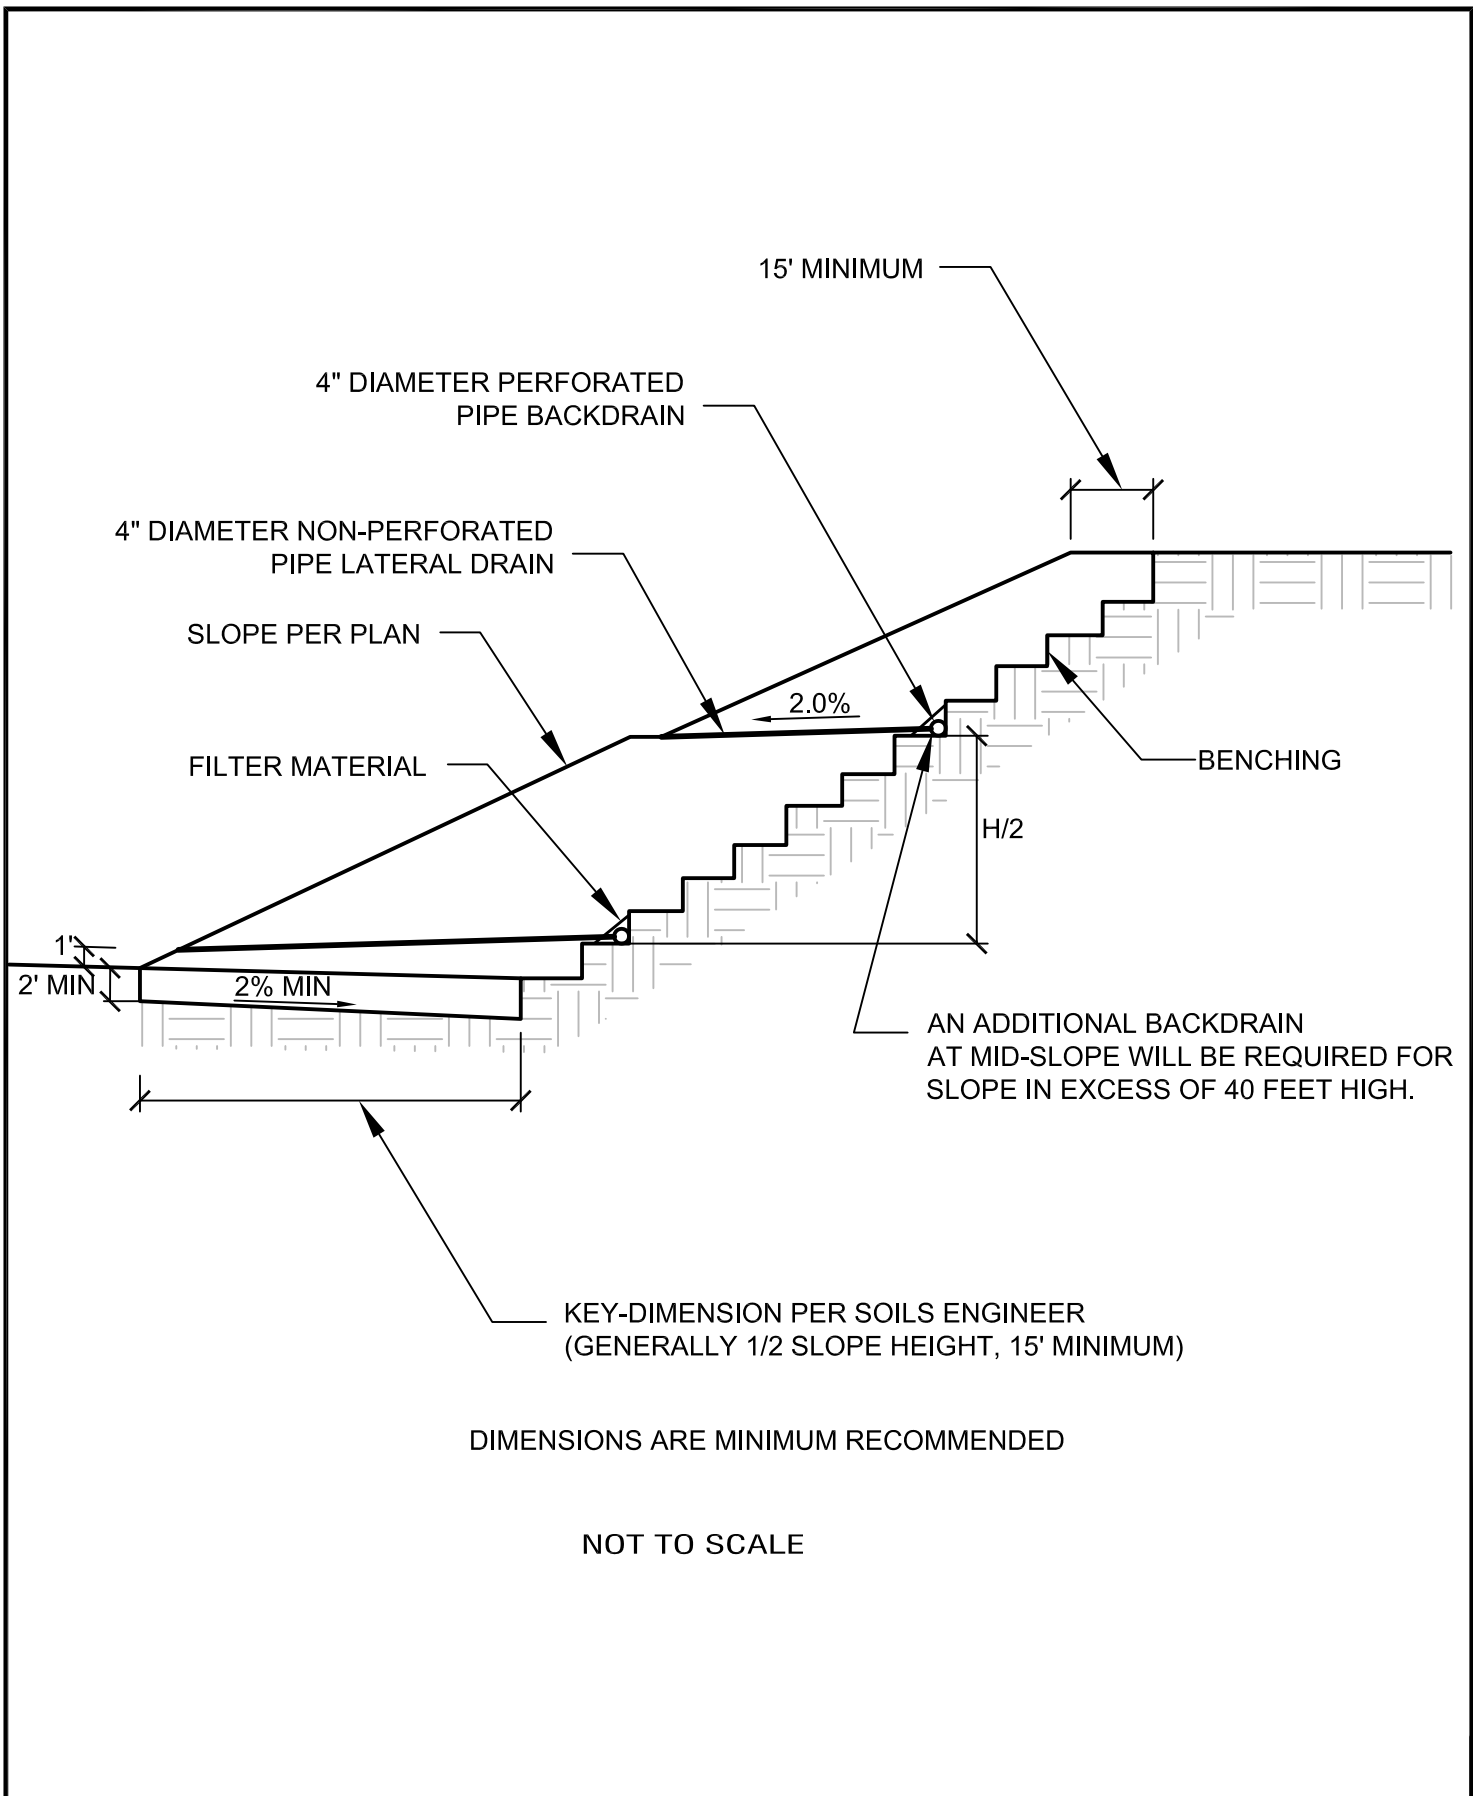 15' MINIMUM
4" DIAMETER PERFORATED
PIPE BACKDRAIN
4" DIAMETER NON-PERFORATED
PIPE LATERAL DRAIN
SLOPE PER PLAN
2.0%
FILTER MATERIAL
BENCHING
H/2
1'
2' MIN
2% MIN
AN ADDITIONAL BACKDRAIN
AT MID-SLOPE WILL BE REQUIRED FOR
SLOPE IN EXCESS OF 40 FEET HIGH.
KEY-DIMENSION PER SOILS ENGINEER
(GENERALLY 1/2 SLOPE HEIGHT, 15' MINIMUM)
DIMENSIONS ARE MINIMUM RECOMMENDED
NOT TO SCALE